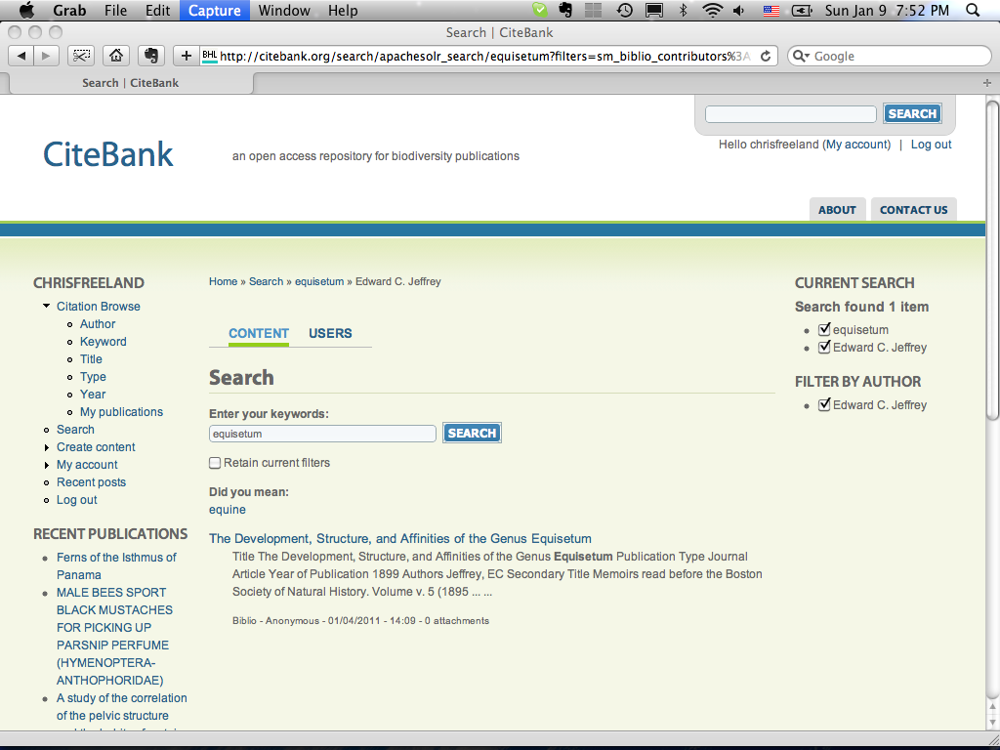 Grab File Edit Capture Window Help Sun Jan 9 7:52 PM
Search | CiteBank
BHL http://citebank.org/search/apachesolr_search/equisetum?filters=sm_biblio_contributors%3A Google
Search | CiteBank
SEARCH
Hello chrisfreeland (My account) | Log out
CiteBank
an open access repository for biodiversity publications
ABOUT CONTACT US
CHRISFREELAND
Citation Browse
Author
Keyword
Title
Type
Year
My publications
Search
Create content
My account
Recent posts
Log out
RECENT PUBLICATIONS
Ferns of the Isthmus of
Panama
MALE BEES SPORT
BLACK MUSTACHES
FOR PICKING UP
PARSNIP PERFUME
(HYMENOPTERA-
ANTHOPHORIDAE)
A study of the correlation
of the pelvic structure
Home » Search » equisetum » Edward C. Jeffrey
CONTENT USERS
Search
Enter your keywords:
equisetum SEARCH
Retain current filters
Did you mean:
equine
The Development, Structure, and Affinities of the Genus Equisetum
Title The Development, Structure, and Affinities of the Genus Equisetum Publication Type Journal
Article Year of Publication 1899 Authors Jeffrey, EC Secondary Title Memoirs read before the Boston
Society of Natural History. Volume v. 5 (1895 ... ...
Biblio - Anonymous - 01/04/2011 - 14:09 - 0 attachments
CURRENT SEARCH
Search found 1 item
equisetum
Edward C. Jeffrey
FILTER BY AUTHOR
Edward C. Jeffrey